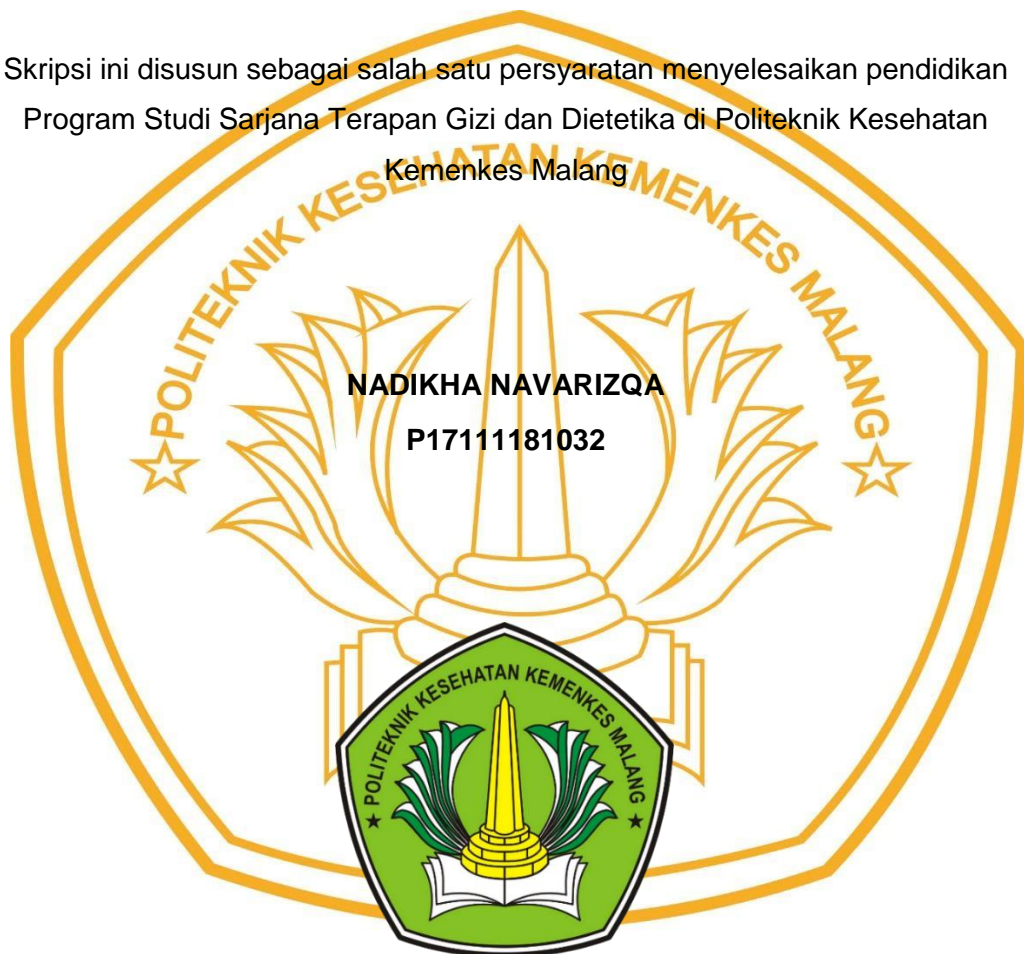 Skripsi ini disusun sebagai salah satu persyaratan menyelesaikan pendidikan
Program Studi Sarjana Terapan Gizi dan Dietetika di Politeknik Kesehatan
Kemenkes Malang
POLITEKNIK KESEHATAN KEMENKES MALANG
NADIKHA NAVARIZQA
P17111181032
POLITEKNIK KESEHATAN KEMENKES MALANG